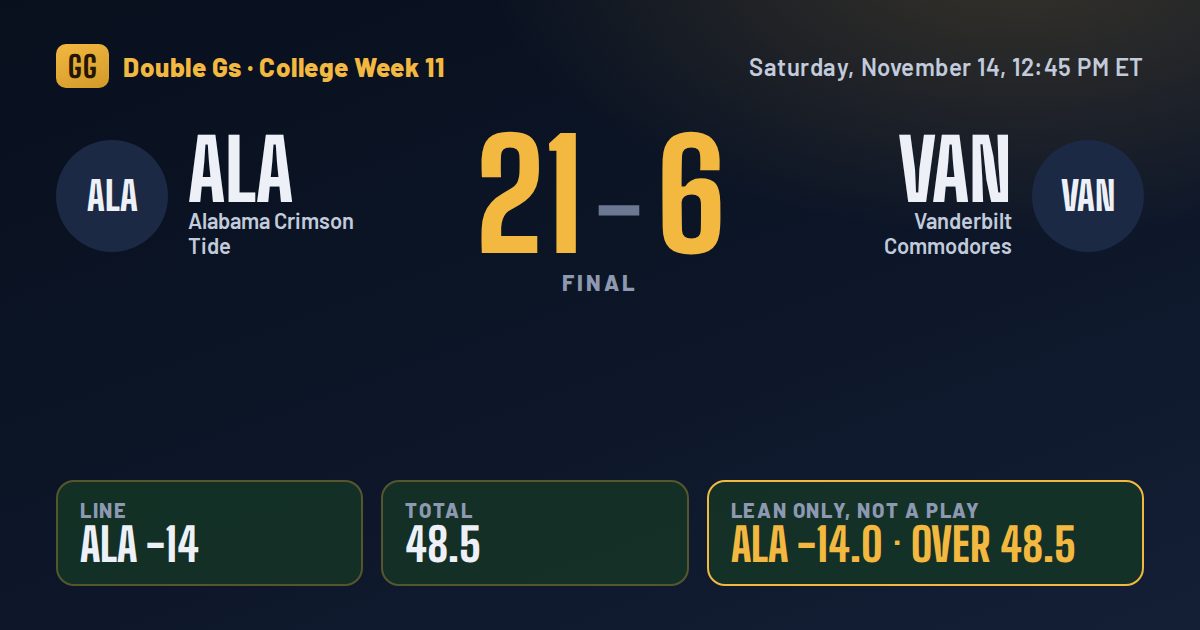 GG Double Gs · College Week 11
Saturday, November 14, 12:45 PM ET
ALA
ALA
Alabama Crimson
Tide
21 – 6
FINAL
VAN
Vanderbilt
Commodores
VAN
LINE
ALA −14
TOTAL
48.5
LEAN ONLY, NOT A PLAY
ALA −14.0 · OVER 48.5